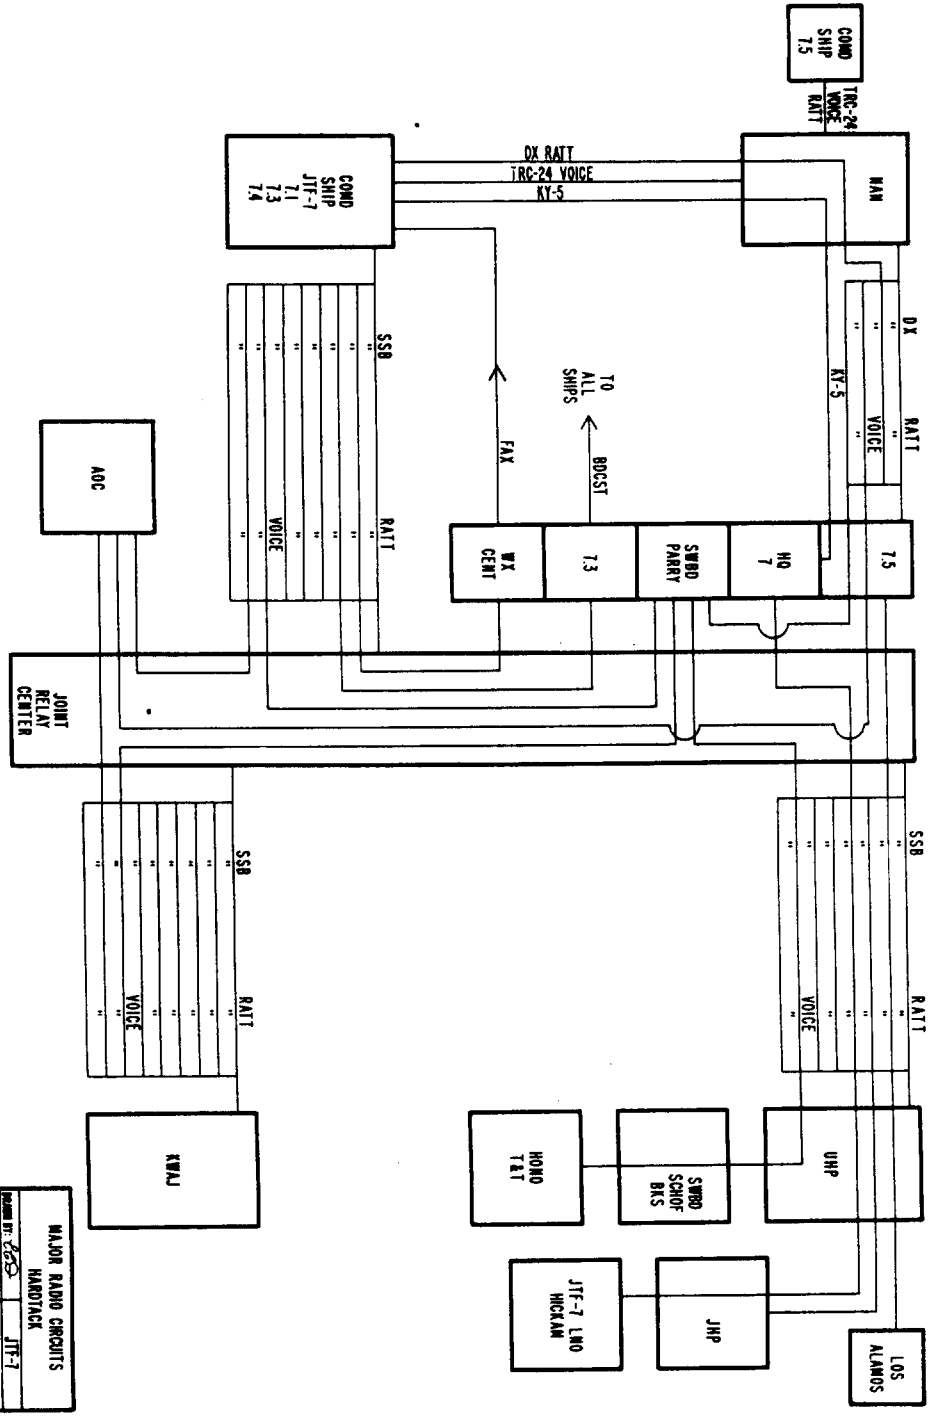 COMD
SHIP
7.5
TRC-24
VOICE
RATT
NAN
DX RATT
TRC-24 VOICE
KY-5
COMD
SHIP
JTF-7
7.1
7.3
7.4
DX RATT
" "
" VOICE
" "
KY-5
TO
ALL
SHIPS
BDCST
FAX
7.5
HQ
7
SWBD
PARRY
7.3
WX
CENT
SSB RATT
" "
" "
" "
" "
" VOICE
" "
" "
AOC
JOINT
RELAY
CENTER
SSB RATT
" "
" "
" "
" "
" "
" VOICE
" "
SSB RATT
" "
" "
" "
" "
" "
" VOICE
" "
" "
UHP
SWBD
SCHOF
BKS
HONO
T & T
KWAJ
LOS
ALAMOS
JHP
JTF-7 LNO
HICKAM
MAJOR RADIO CIRCUITS
HARDTACK
DRAWN BY: JTF-7